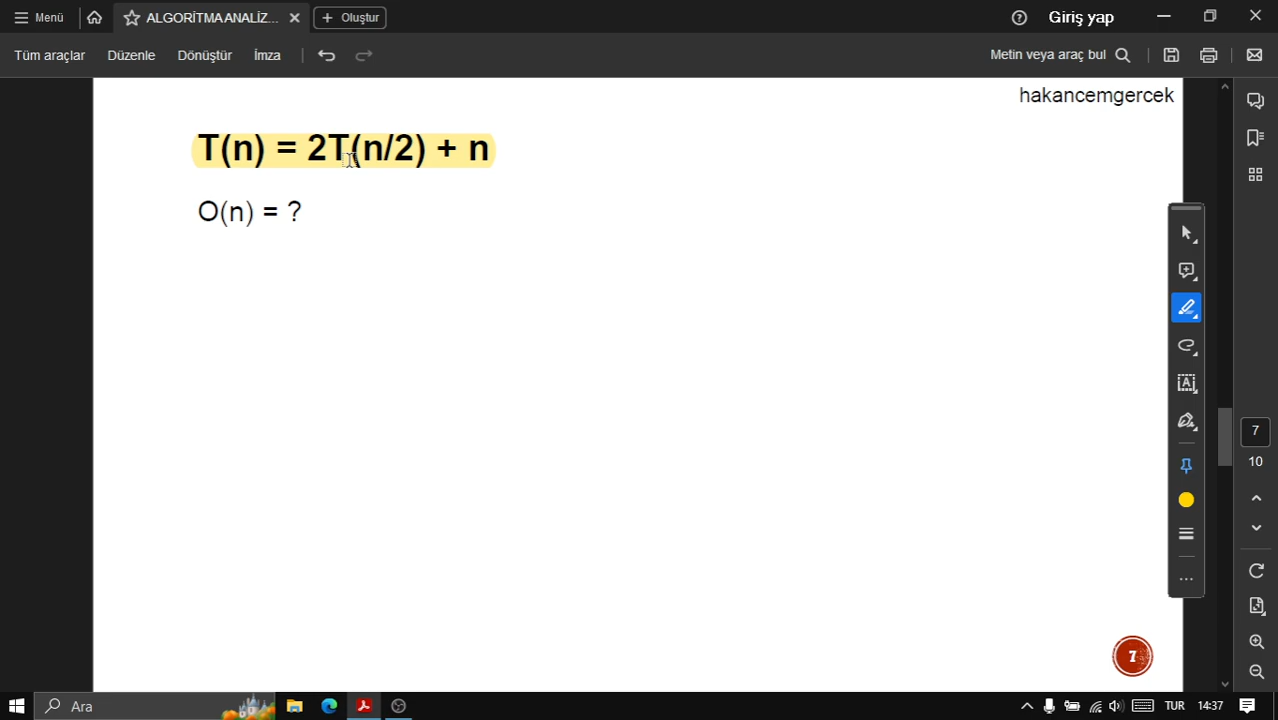 Menü
ALGORİTMA ANALİZ...
Oluştur
Giriş yap
Tüm araçlar
Düzenle
Dönüştür
İmza
Metin veya araç bul
hakancemgercek
T(n) = 2T(n/2) + n
O(n) = ?
7
10
7
Ara
TUR
14:37